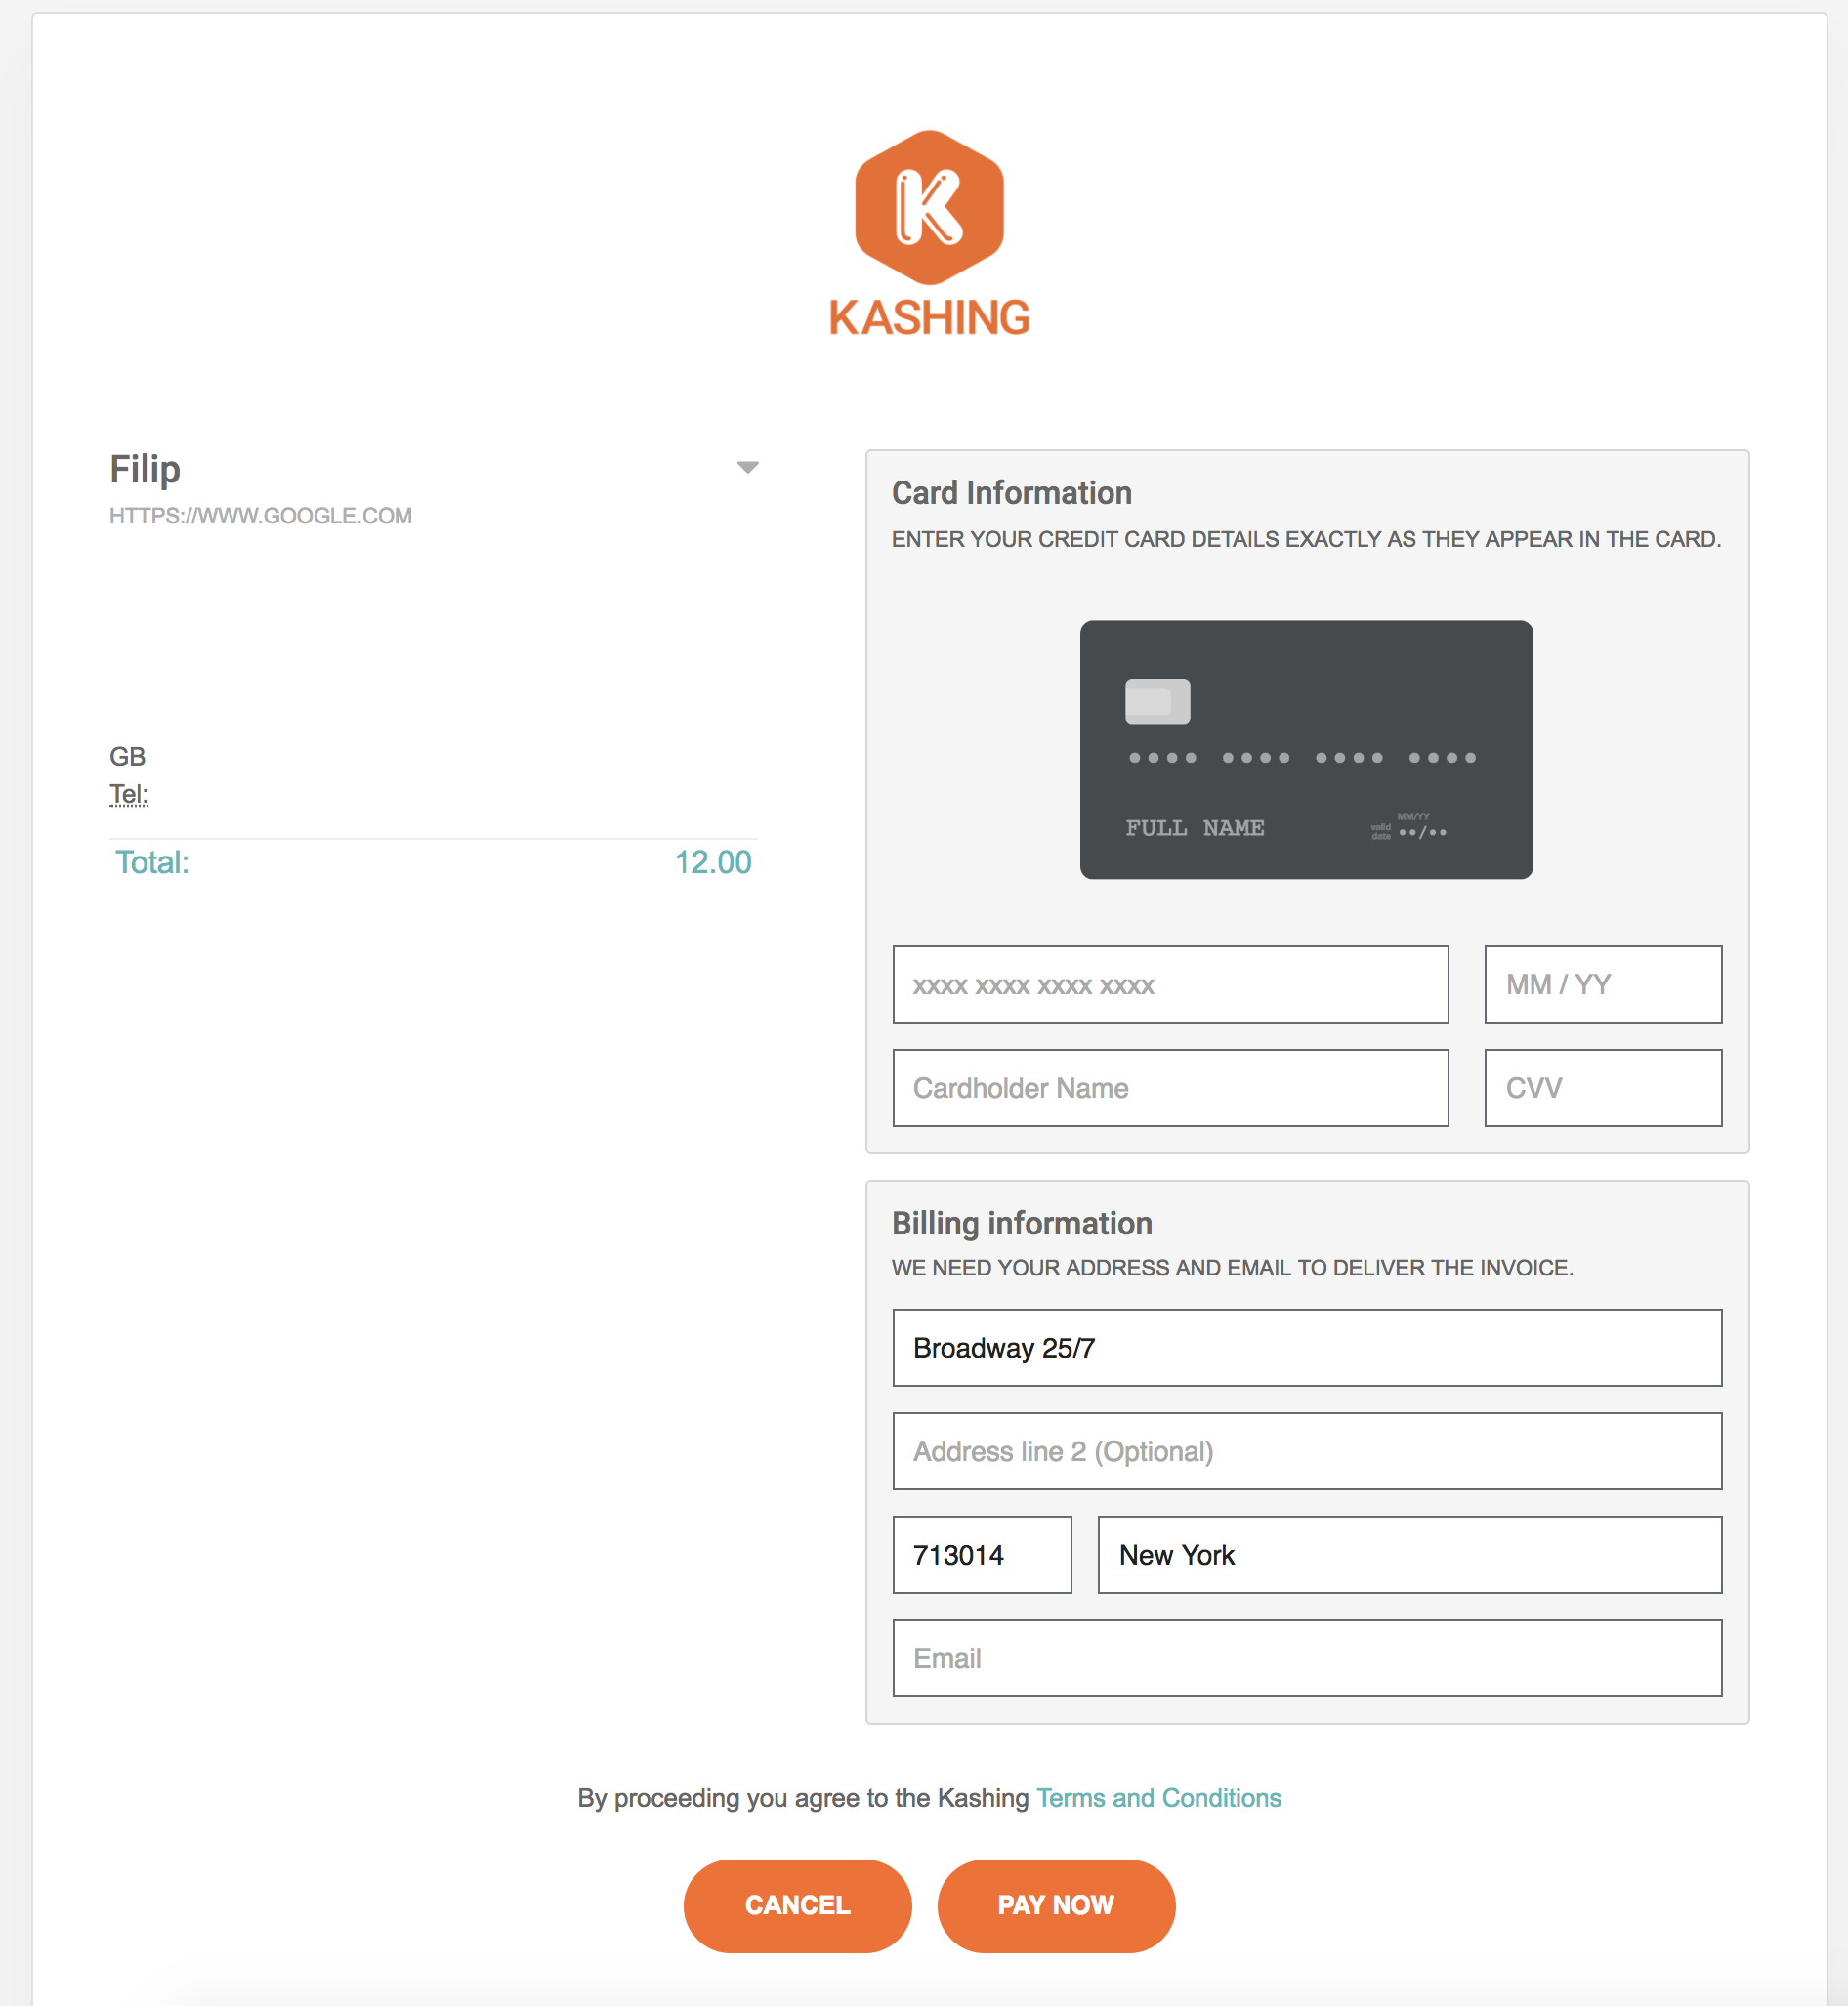 K
KASHING
Filip
HTTPS://WWW.GOOGLE.COM
GB
Tel:
Total: 12.00
Card Information
ENTER YOUR CREDIT CARD DETAILS EXACTLY AS THEY APPEAR IN THE CARD.
•••• •••• •••• ••••
MM/YY
FULL NAME valid date ••/••
xxxx xxxx xxxx xxxx MM / YY
Cardholder Name CVV
Billing information
WE NEED YOUR ADDRESS AND EMAIL TO DELIVER THE INVOICE.
Broadway 25/7
Address line 2 (Optional)
713014 New York
Email
By proceeding you agree to the Kashing Terms and Conditions
CANCEL PAY NOW